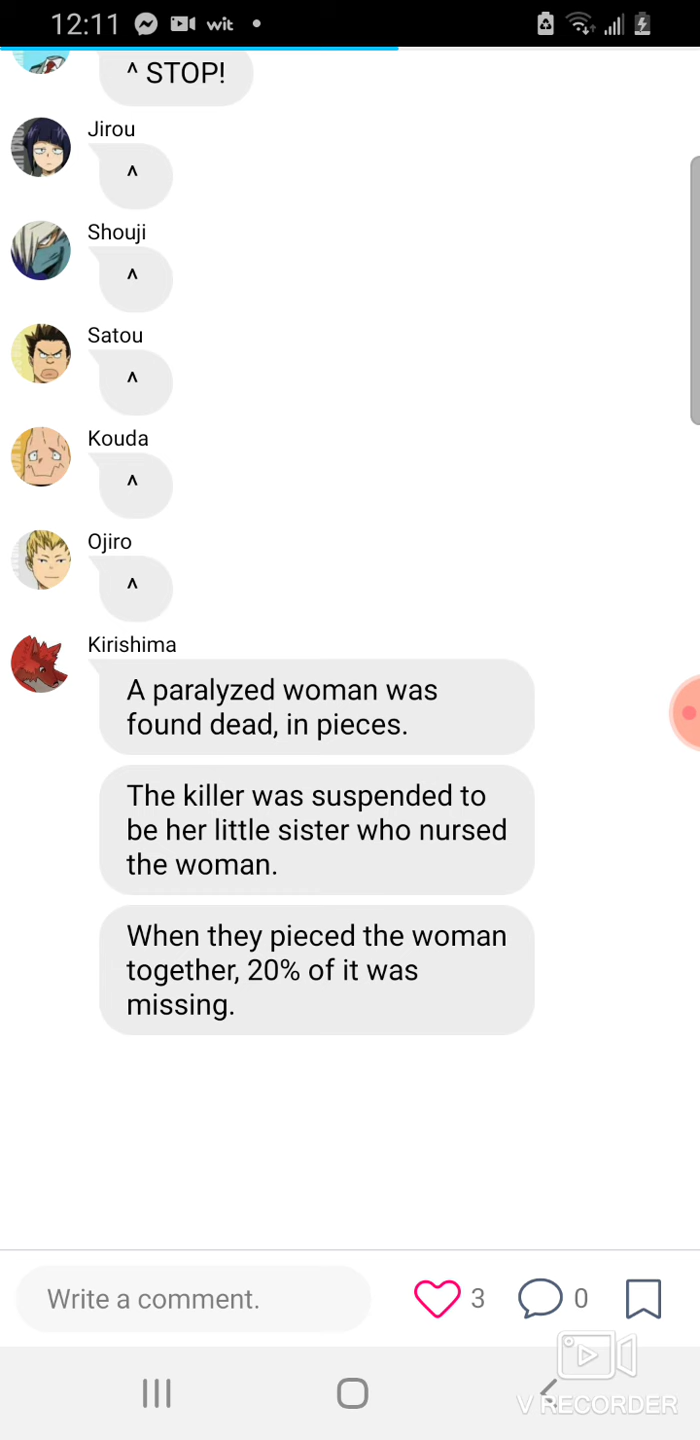 12:11 wit
^ STOP!
Jirou
^
Shouji
^
Satou
^
Kouda
^
Ojiro
^
Kirishima
A paralyzed woman was
found dead, in pieces.
The killer was suspended to
be her little sister who nursed
the woman.
When they pieced the woman
together, 20% of it was
missing.
Write a comment. 3 0
V RECORDER